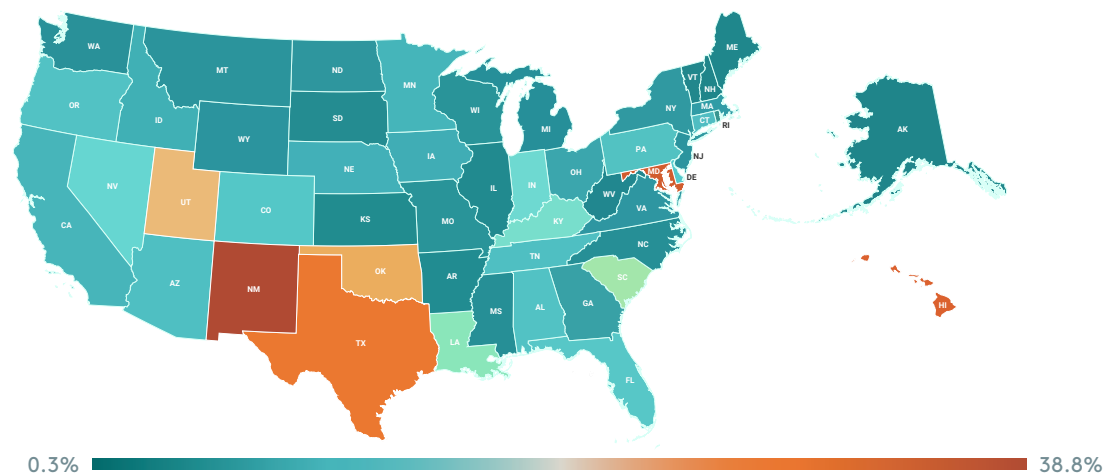 ME
WA
VT
NH
MT
ND
MN
OR
SD
WI
NY
MA
ID
CT
RI
MI
AK
WY
PA
IA
NJ
NE
OH
MD
DE
NV
UT
IL
IN
WV
CO
KY
VA
KS
MO
CA
NC
TN
OK
AR
SC
AZ
NM
GA
HI
MS
AL
TX
LA
FL
0.3% 38.8%